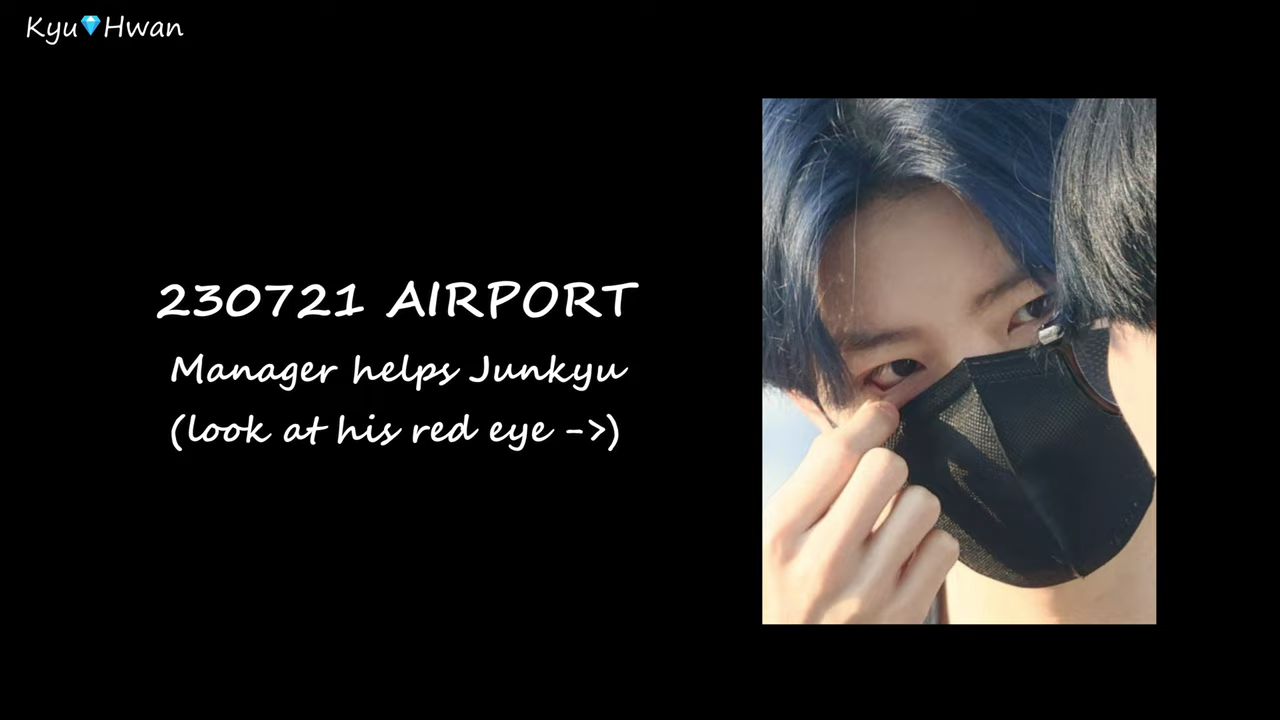 Kyu💎Hwan
230721 AIRPORT
Manager helps Junkyu
(look at his red eye ->)